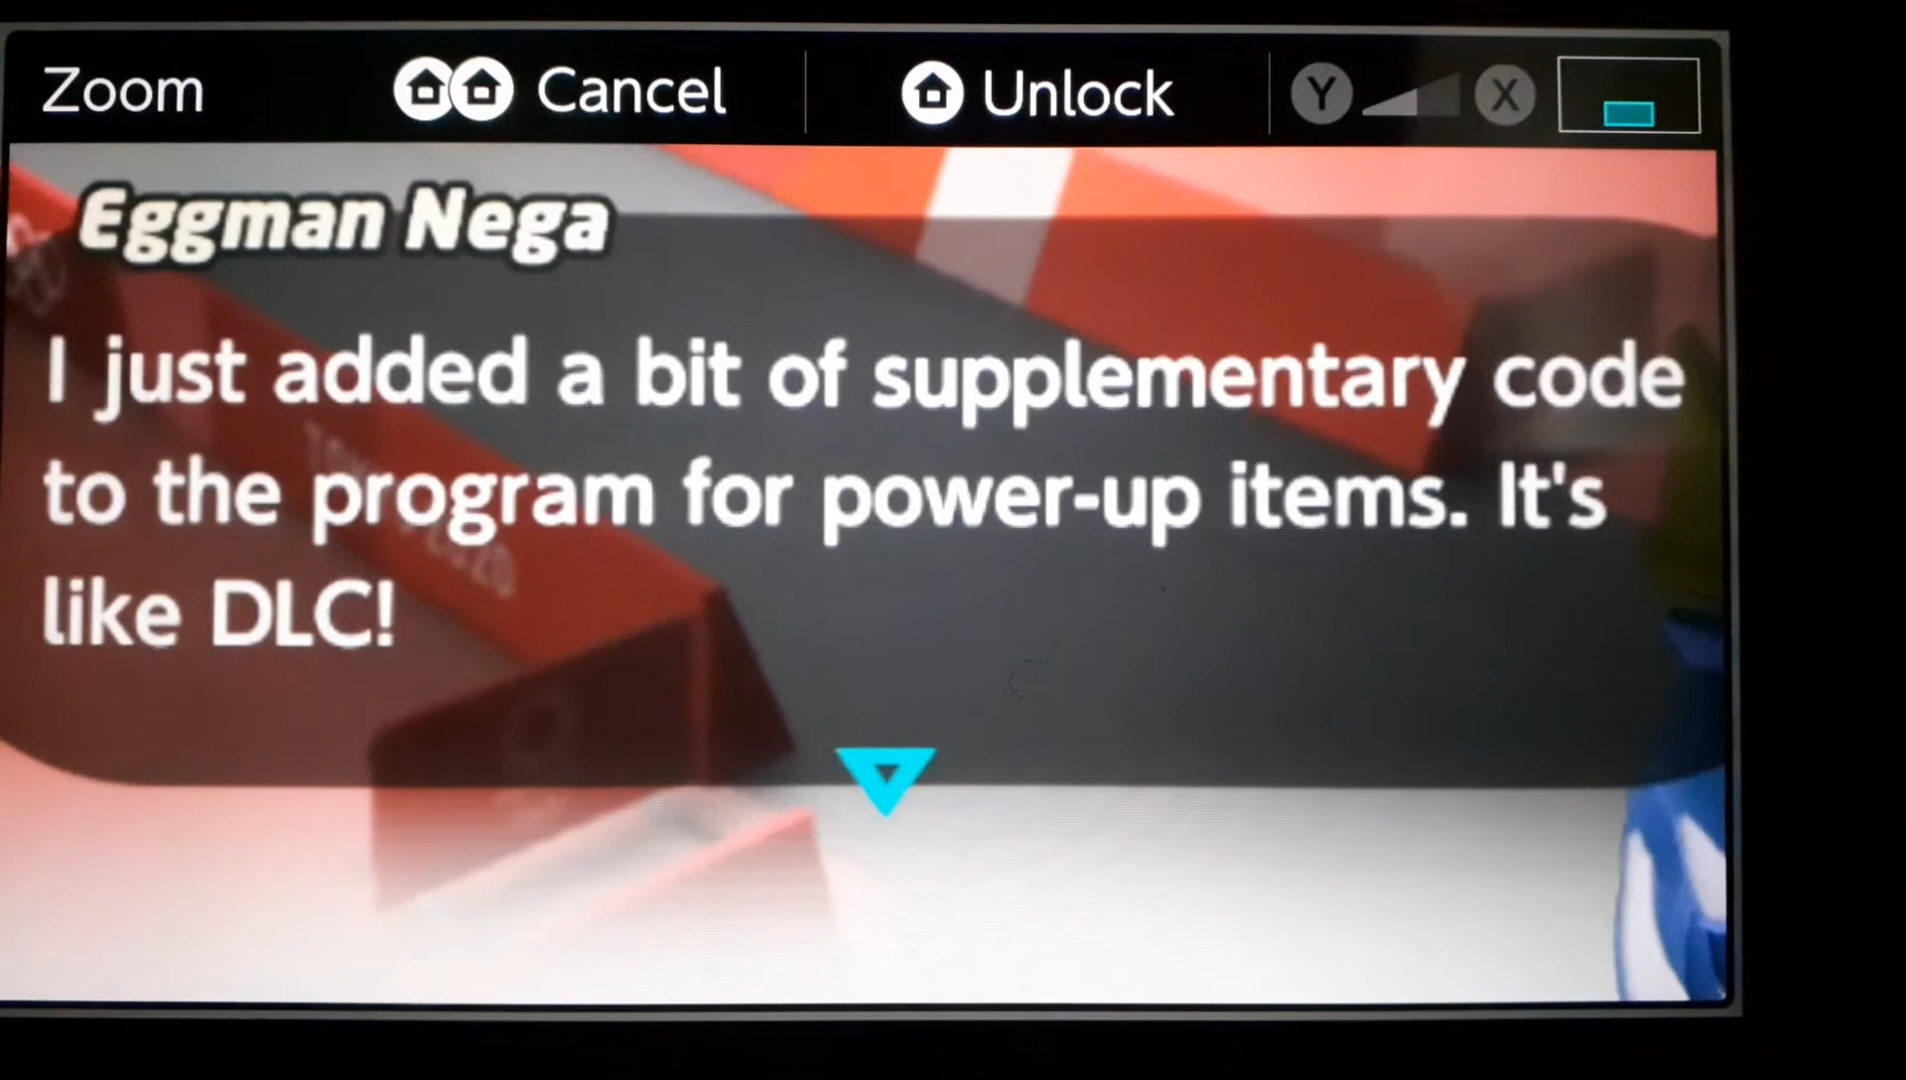 Zoom Cancel Unlock Y X
Eggman Nega
I just added a bit of supplementary code
to the program for power-up items. It's
like DLC!